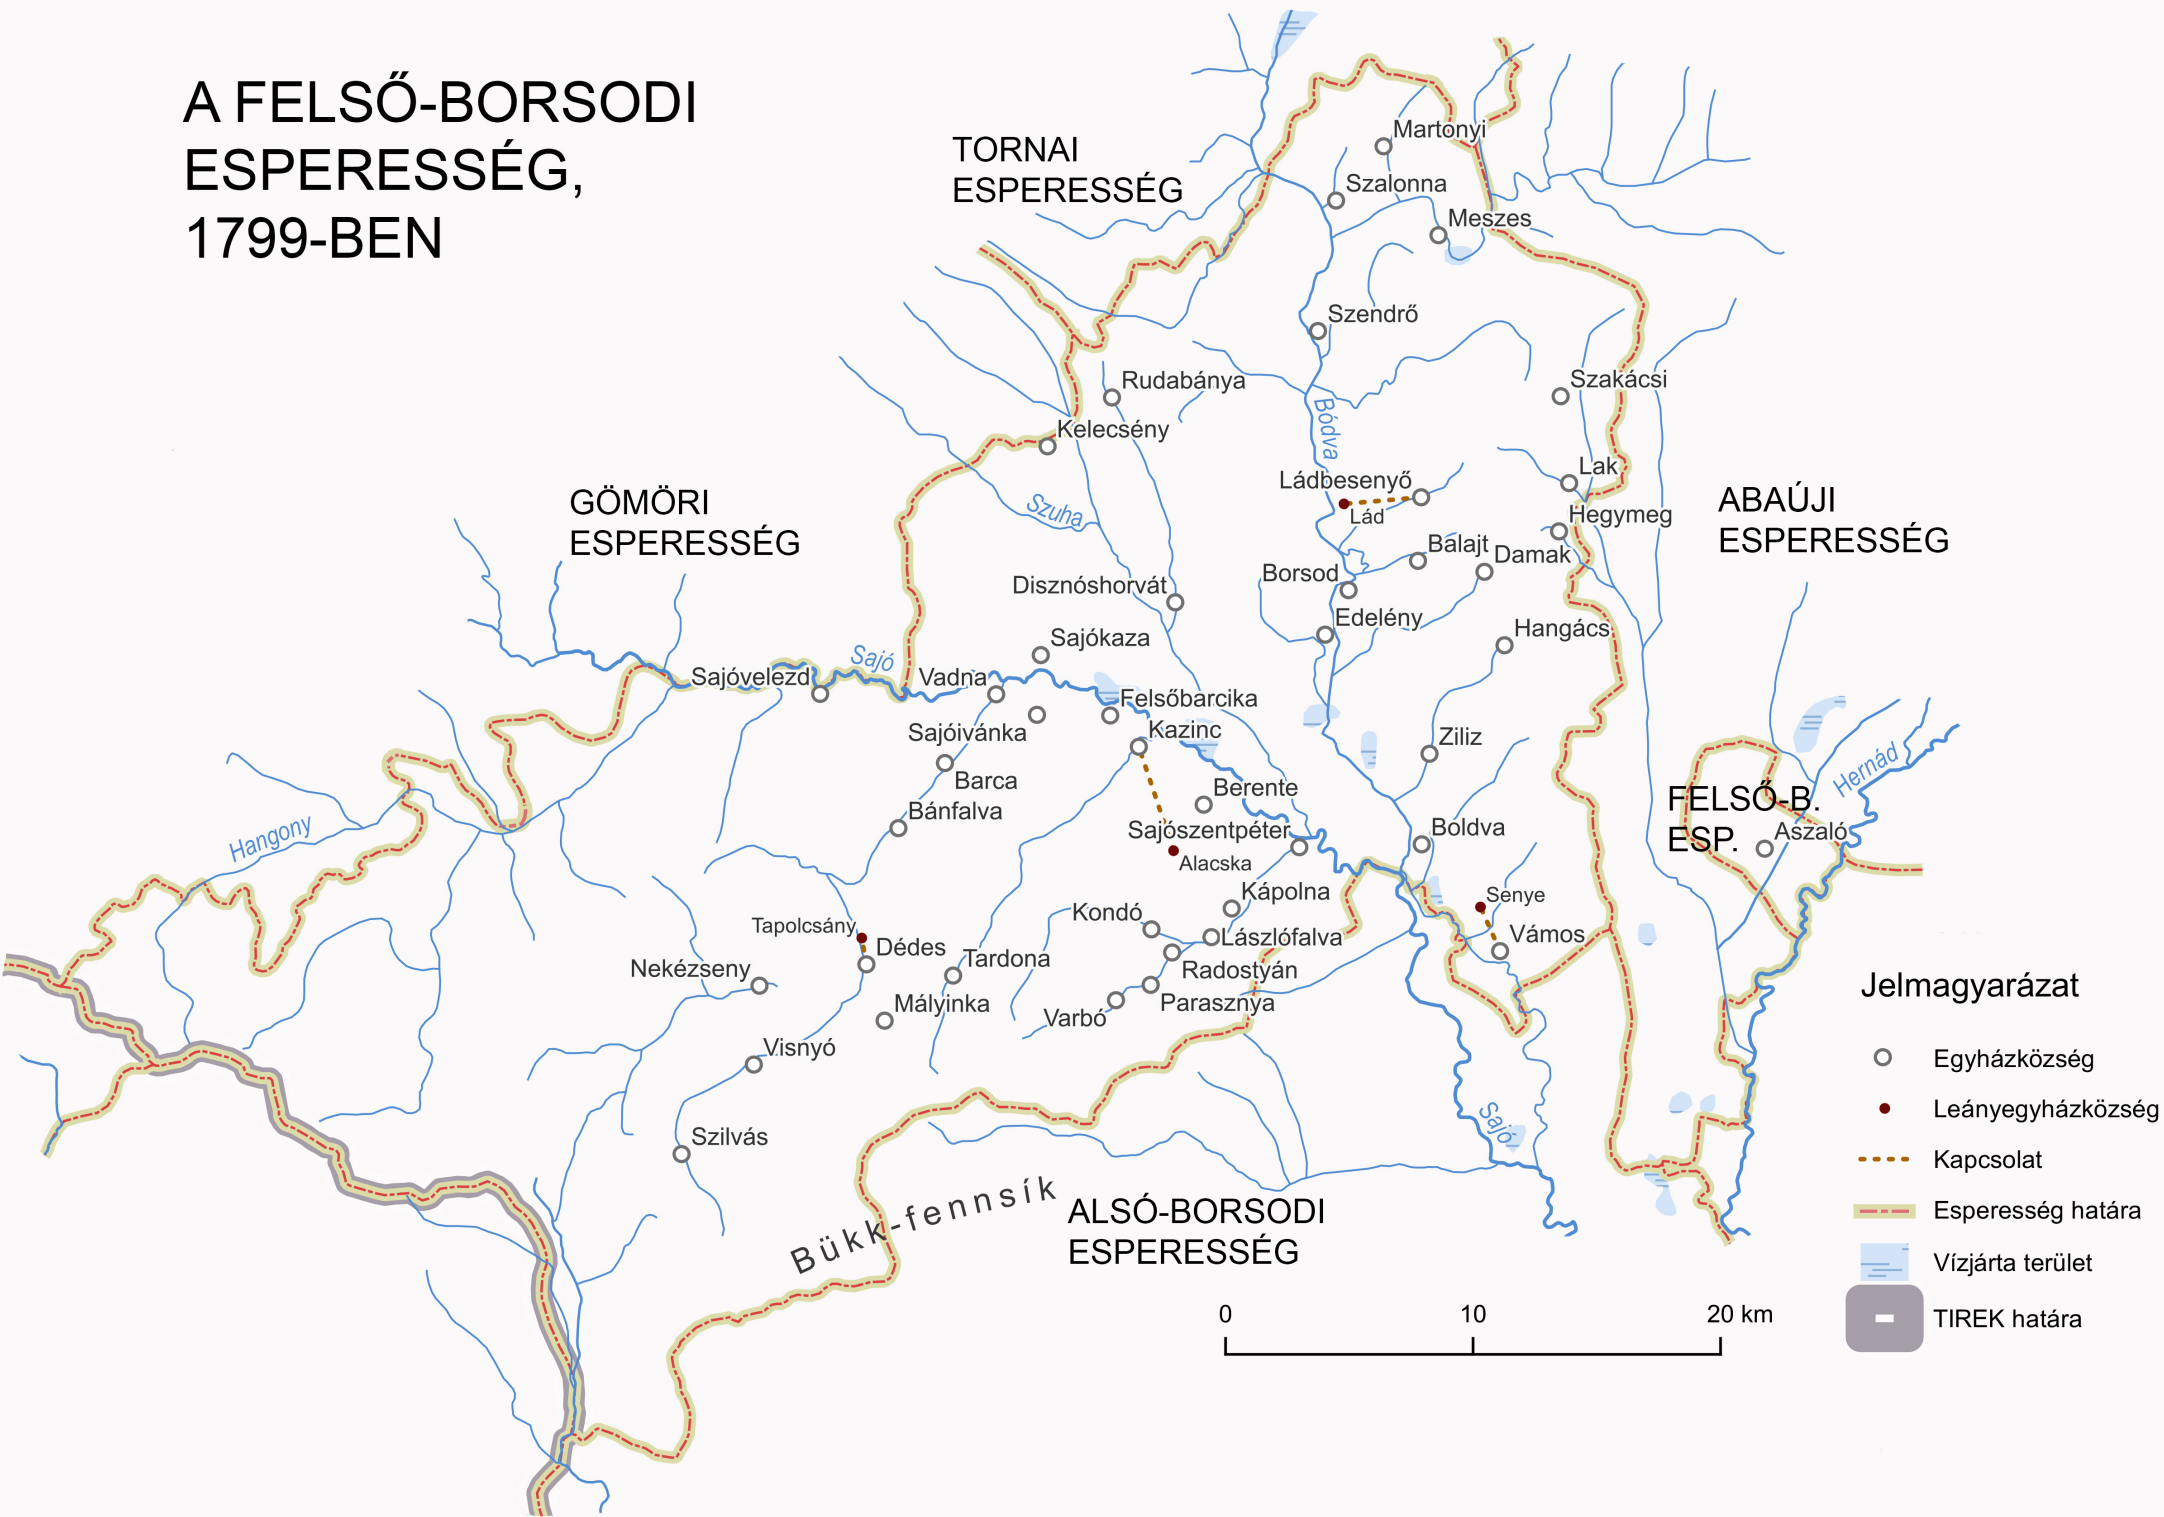 A FELSŐ-BORSODI
ESPERESSÉG,
1799-BEN
TORNAI
ESPERESSÉG
Martonyi
Szalonna
Meszes
Szendrő
Rudabánya
Szakácsi
Kelecsény
Bódva
Lak
Ládbesenyő
Lád
Hegymeg
GÖMÖRI
ESPERESSÉG
ABAÚJI
ESPERESSÉG
Szuha
Balajt
Damak
Borsod
Disznóshorvát
Edelény
Hangács
Sajókaza
Sajó
Sajóvelezd
Vadna
Felsőbarcika
Kazinc
Sajóivánka
Ziliz
Barca
Berente
Hernád
FELSŐ-B.
ESP.
Aszaló
Bánfalva
Sajószentpéter
Boldva
Hangony
Alacska
Kápolna
Senye
Kondó
Tapolcsány
Lászlófalva
Vámos
Dédes
Tardona
Nekézseny
Radostyán
Mályinka
Parasznya
Varbó
Visnyó
Szilvás
Sajó
Bükk-fennsík
ALSÓ-BORSODI
ESPERESSÉG
0 10 20 km
Jelmagyarázat
Egyházközség
Leányegyházközség
Kapcsolat
Esperesség határa
Vízjárta terület
TIREK határa